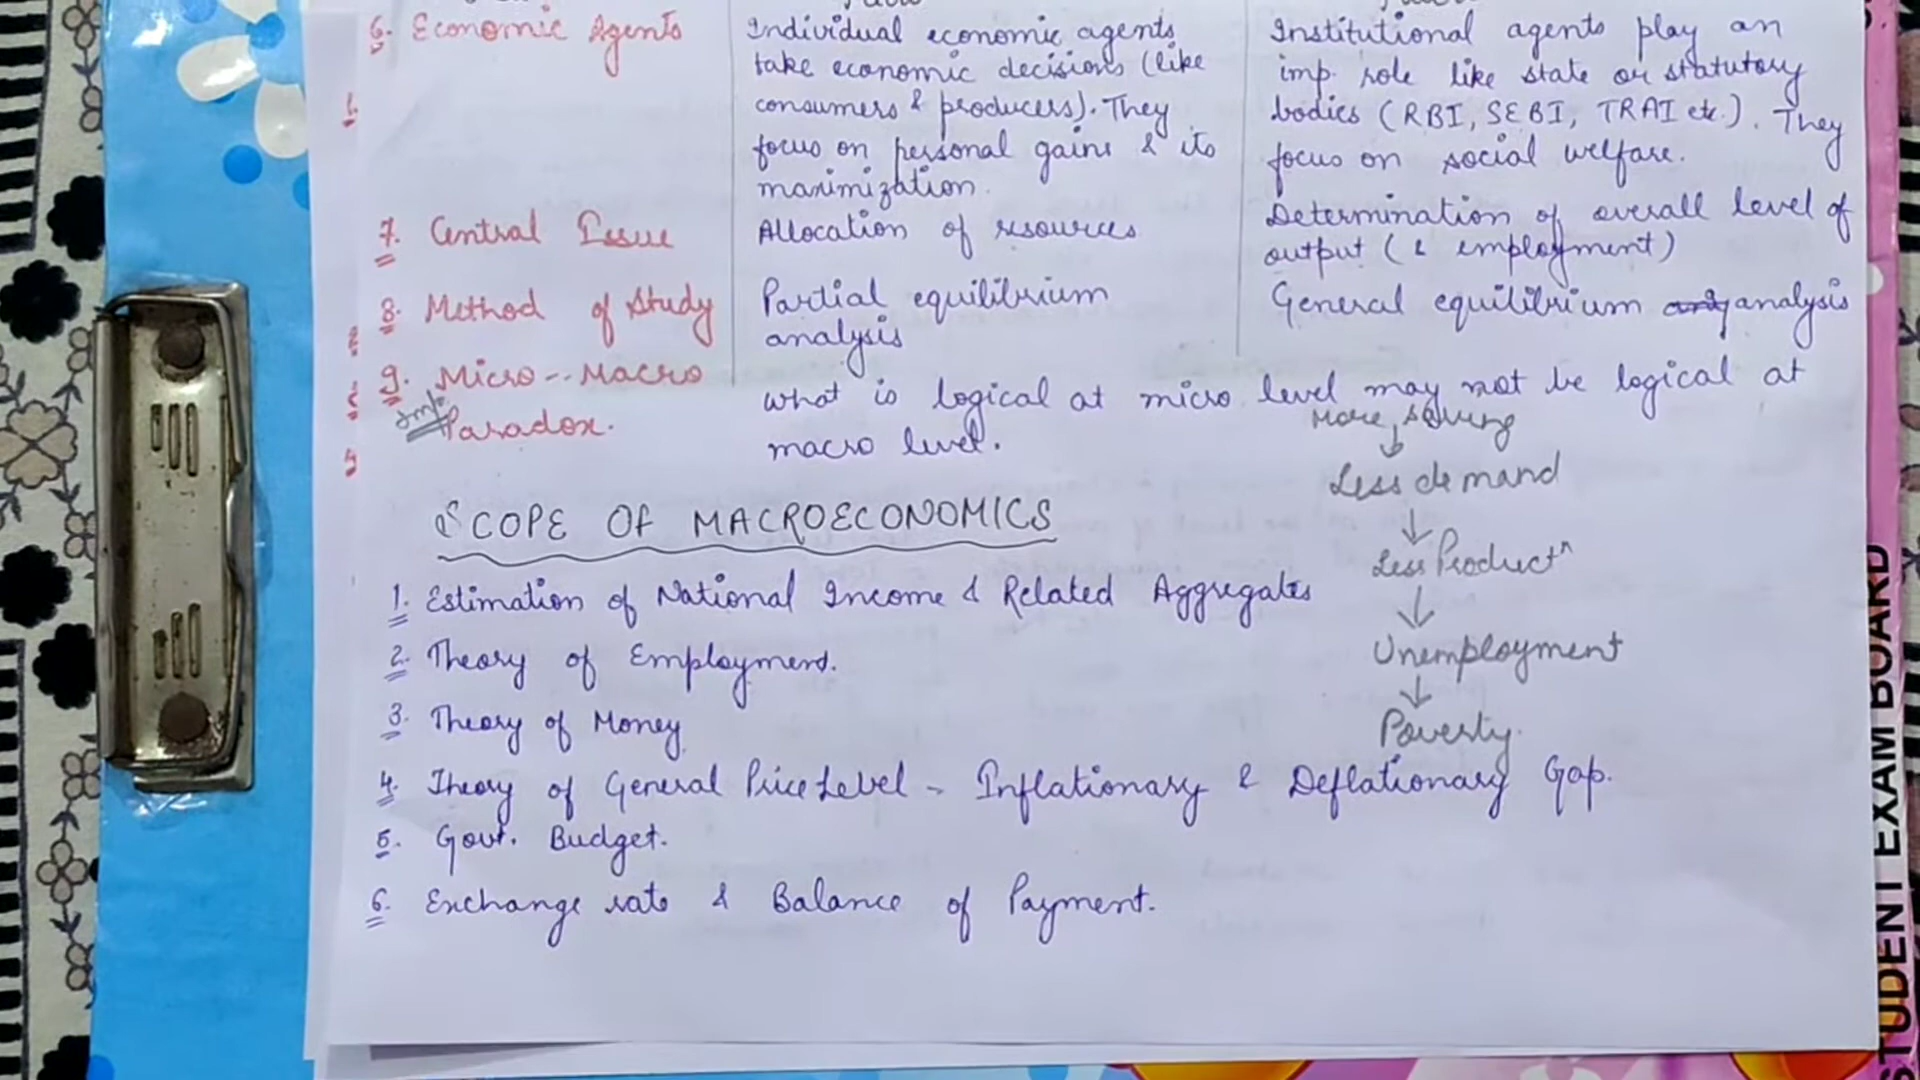 6. Economic Agents
Individual economic agents
take economic decisions (like
consumers & producers). They
focus on personal gains & its
maximization.
Institutional agents play an
imp. role like state or statutory
bodies (RBI, SEBI, TRAI etc.). They
focus on social welfare.
7. Central Issue
Allocation of resources
Determination of overall level of
output (& employment)
8. Method of Study
Partial equilibrium
analysis
General equilibrium analysis
9. Micro--Macro
Imp.
Paradox.
What is logical at micro level may not be logical at
macro level.
More saving
↓
Less demand
↓
Less Productⁿ
↓
Unemployment
↓
Poverty.
SCOPE OF MACROECONOMICS
1. Estimation of National Income & Related Aggregates
2. Theory of Employment.
3. Theory of Money
4. Theory of General Price Level - Inflationary & Deflationary Gap.
5. Govt. Budget.
6. Exchange rate & Balance of Payment.
STUDENT EXAM BOARD